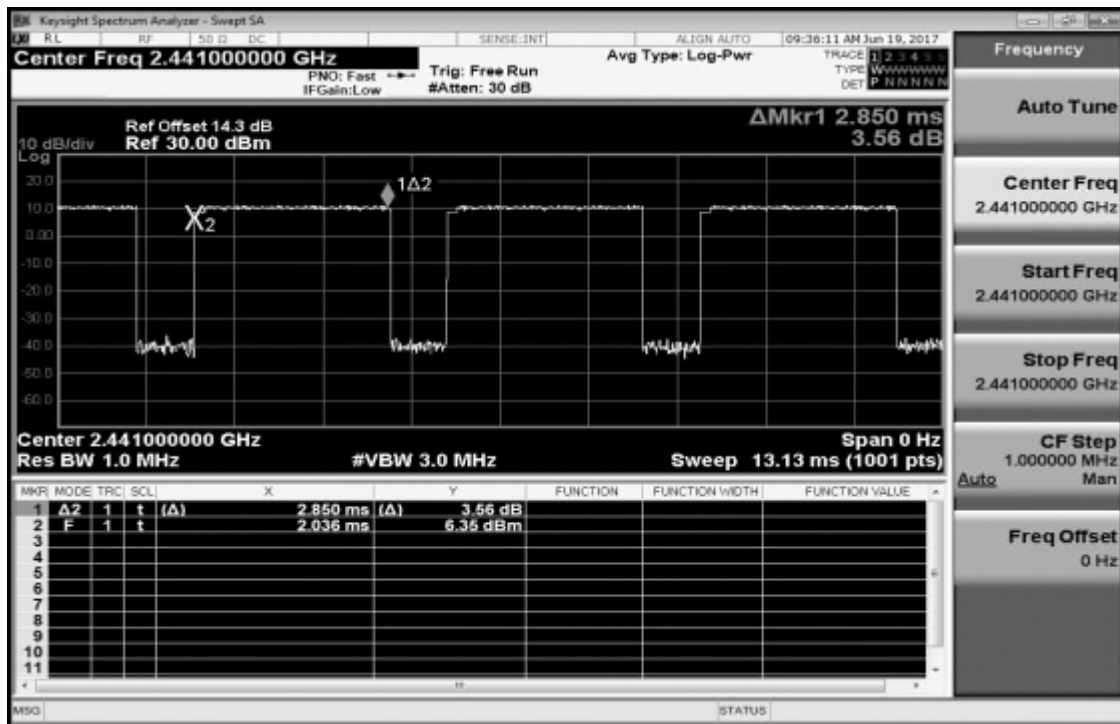 Keysight Spectrum Analyzer - Swept SA
RL RF 50 Ω DC SENSE:INT ALIGN AUTO 09:36:11 AM Jun 19, 2017
Center Freq 2.441000000 GHz
PNO: Fast
IFGain:Low
Trig: Free Run
#Atten: 30 dB
Avg Type: Log-Pwr
TRACE 1 2 3 4 5 6
TYPE WWWWWW
DET P N N N N N
Frequency
Auto Tune
Center Freq
2.441000000 GHz
Start Freq
2.441000000 GHz
Stop Freq
2.441000000 GHz
CF Step
1.000000 MHz
Auto Man
Freq Offset
0 Hz
ΔMkr1 2.850 ms
3.56 dB
Ref Offset 14.3 dB
10 dB/div Ref 30.00 dBm
Log
20.0
10.0
0.00
-10.0
-20.0
-30.0
-40.0
-50.0
-60.0
1Δ2
X2
Center 2.441000000 GHz Span 0 Hz
Res BW 1.0 MHz #VBW 3.0 MHz Sweep 13.13 ms (1001 pts)
MKR MODE TRC SCL X Y FUNCTION FUNCTION WIDTH FUNCTION VALUE
1 Δ2 1 t (Δ) 2.850 ms (Δ) 3.56 dB
2 F 1 t 2.036 ms 6.35 dBm
3
4
5
6
7
8
9
10
11
MSG STATUS